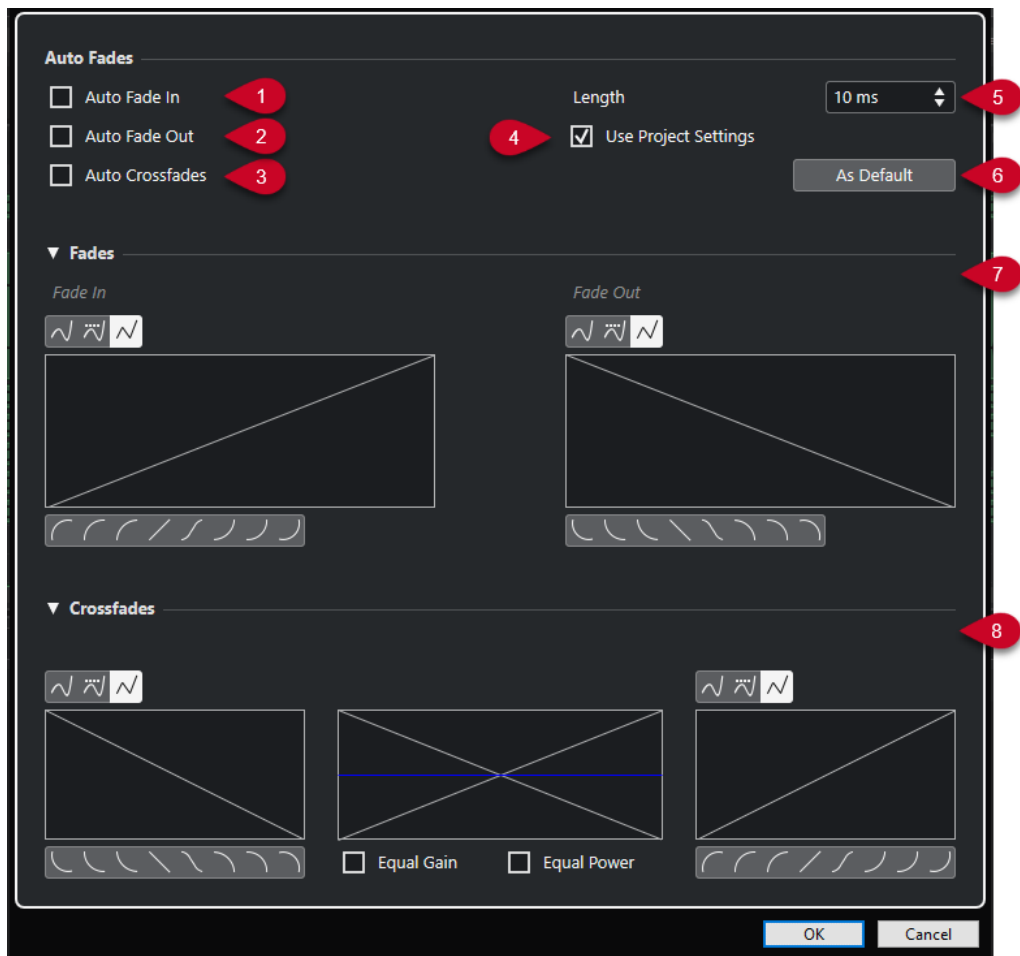 Auto Fades
Auto Fade In
1
Length
10 ms
5
Auto Fade Out
2
4
Use Project Settings
Auto Crossfades
3
As Default
6
Fades
7
Fade In
Fade Out
Crossfades
8
Equal Gain
Equal Power
OK
Cancel